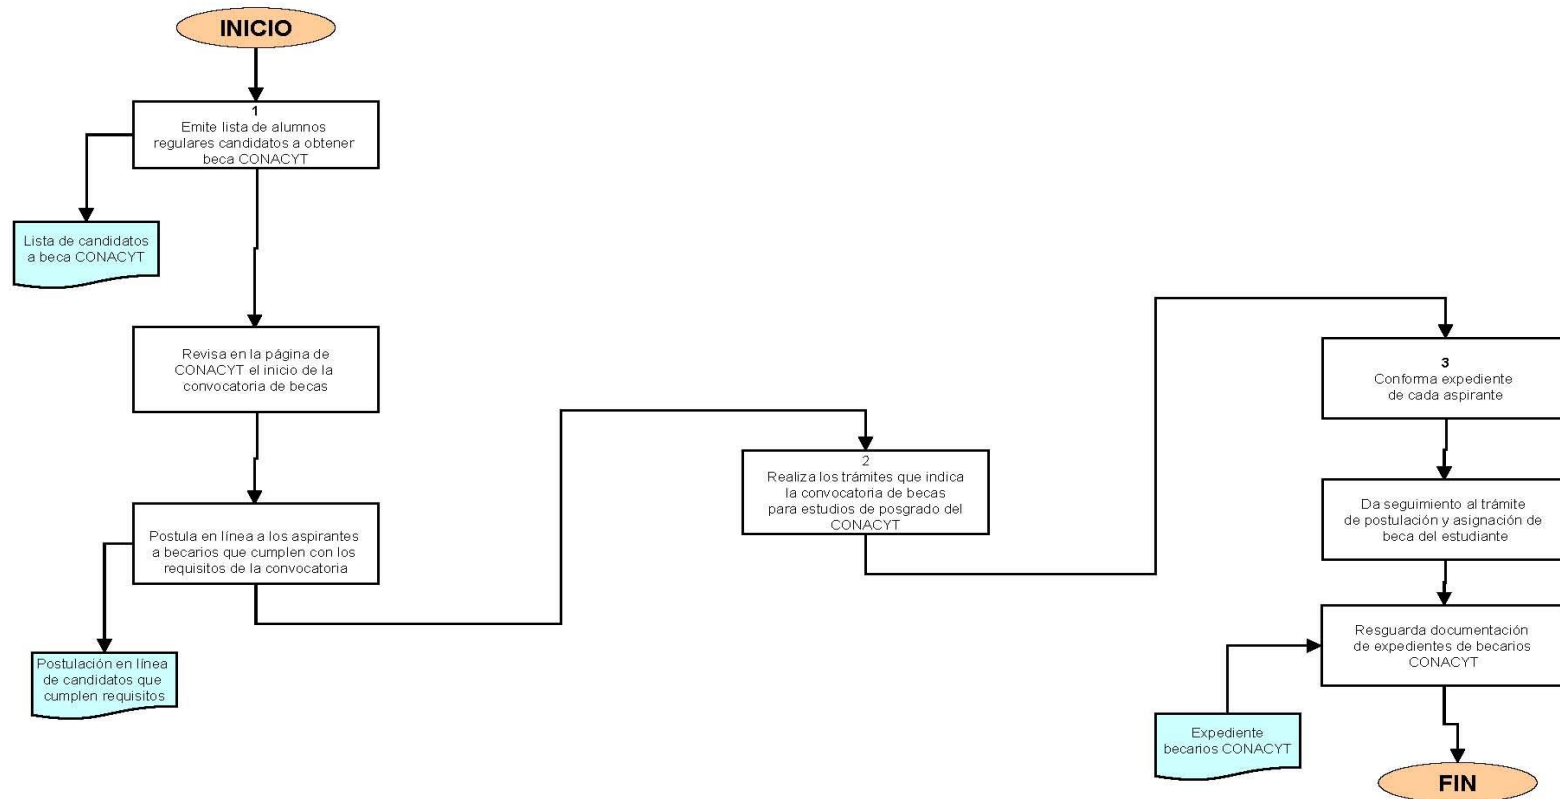 INICIO
1
Emite lista de alumnos
regulares candidatos a obtener
beca CONACYT
Lista de candidatos
a beca CONACYT
Revisa en la página de
CONACYT el inicio de la
convocatoria de becas
Postula en línea a los aspirantes
a becarios que cumplen con los
requisitos de la convocatoria
Postulación en línea
de candidatos que
cumplen requisitos
2
Realiza los trámites que indica
la convocatoria de becas
para estudios de posgrado del
CONACYT
3
Conforma expediente
de cada aspirante
Da seguimiento al trámite
de postulación y asignación de
beca del estudiante
Resguarda documentación
de expedientes de becarios
CONACYT
Expediente
becarios CONACYT
FIN